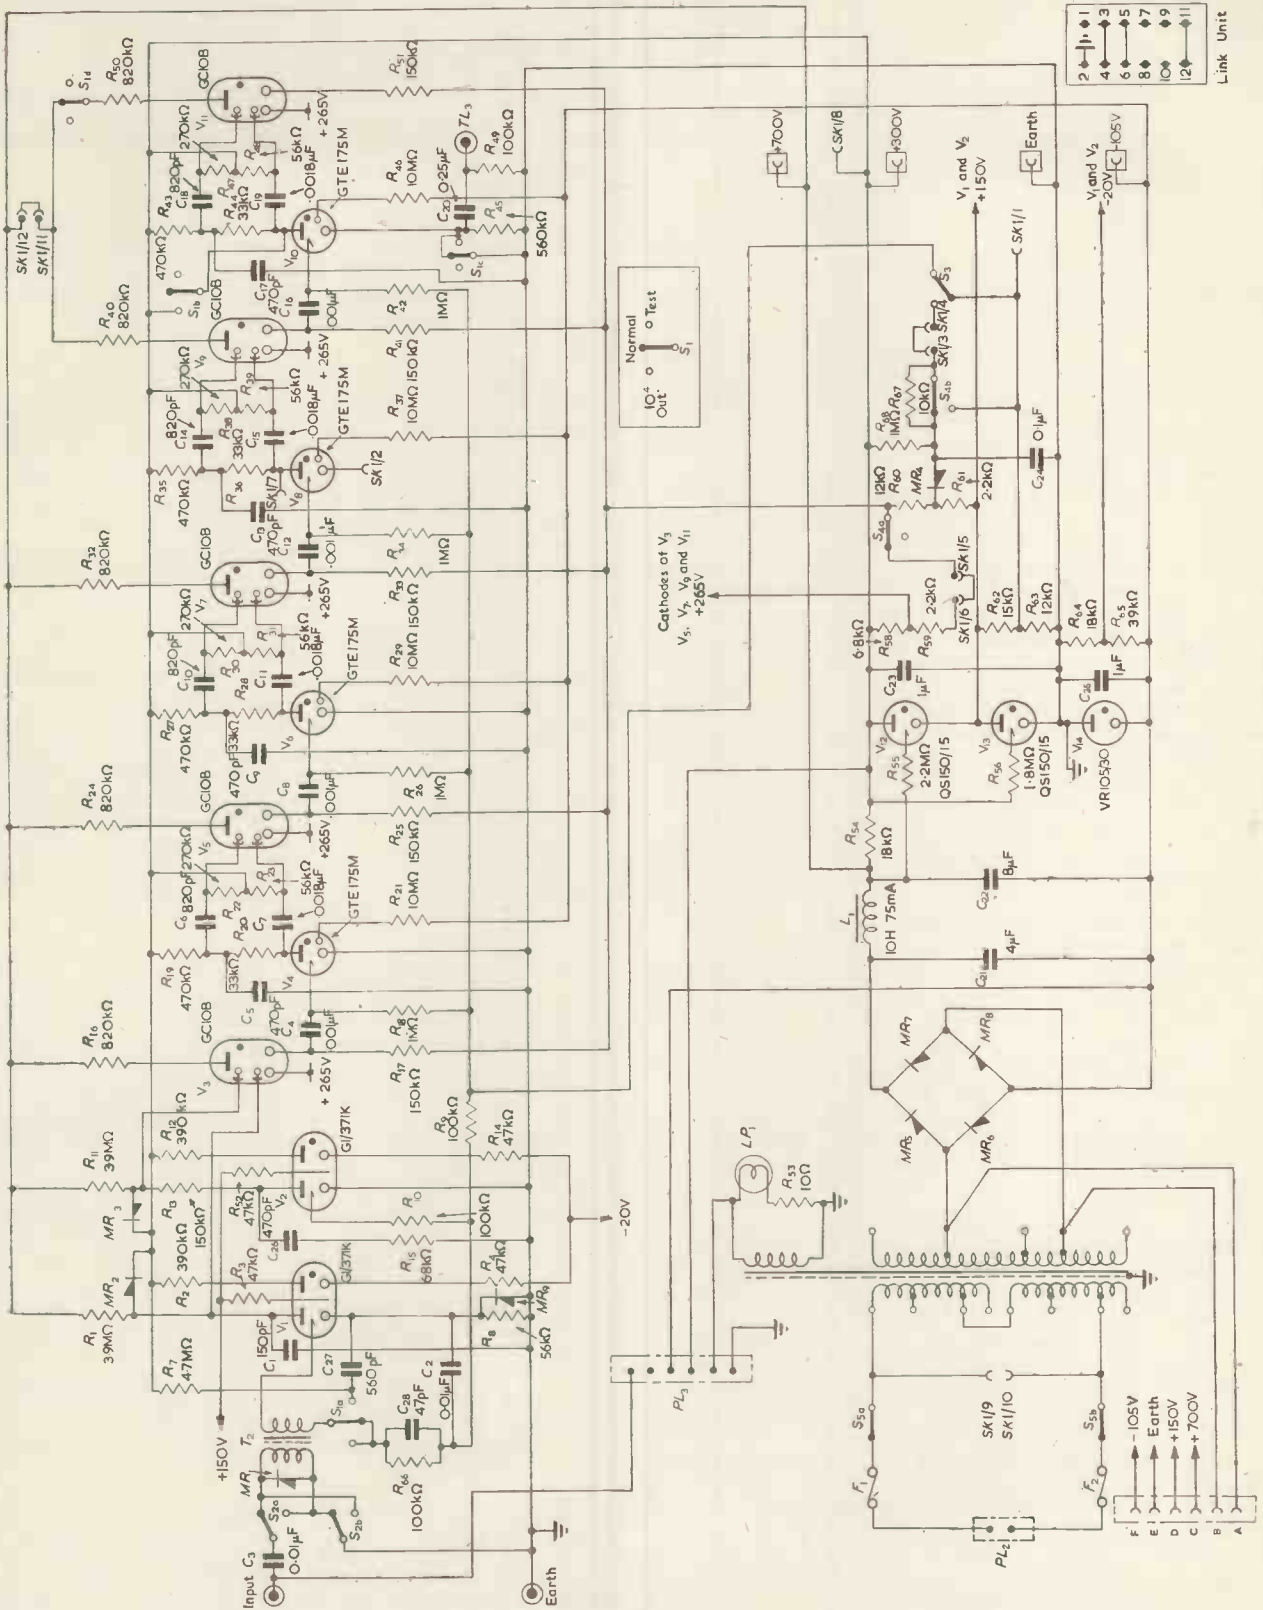 SK1/12
SK1/11
R50
820kΩ
S1d
GC10B
V11
R51
150kΩ
+265V
R43
470kΩ
C18
820pF
270kΩ
R47
R44
33kΩ
C19
56kΩ
.0018μF
GTE175M
V10
R46
10MΩ
C20
0.25μF
TL3
R49
100kΩ
R45
560kΩ
S1c
S1b
C17
470pF
C16
.001μF
R42
1MΩ
R40
820kΩ
GC10B
V9
R41
150kΩ
+265V
R35
470kΩ
C14
820pF
270kΩ
R38
R39
R36
33kΩ
C15
56kΩ
.0018μF
GTE175M
SK1/7
V8
R37
10MΩ
SK1/2
C13
470pF
C12
.001μF
1MΩ
R32
820kΩ
GC10B
V7
R33
150kΩ
+265V
R27
470kΩ
C10
820pF
270kΩ
R30
R31
R28
33kΩ
C11
56kΩ
.0018μF
GTE175M
V6
R29
10MΩ
C9
470pF
C8
.001μF
R26
1MΩ
R24
820kΩ
GC10B
V5
R25
150kΩ
+265V
R19
470kΩ
C6
820pF
270kΩ
R22
R23
R20
33kΩ
C7
56kΩ
.0018μF
GTE175M
V4
R21
10MΩ
C5
470pF
C4
.001μF
R18
1MΩ
R16
820kΩ
GC10B
V3
R17
150kΩ
+265V
R11
39MΩ
R12
390kΩ
MR3
R13
150kΩ
R52
47kΩ
V2
G1/371K
470pF
C26
R10
100kΩ
R15
68kΩ
R9
100kΩ
R14
47kΩ
-20V
R1
39MΩ
MR2
R2
390kΩ
R3
47kΩ
V1
G1/371K
C1
150pF
R4
47kΩ
MR9
R8
56kΩ
R7
47MΩ
C27
560pF
C2
0.01μF
+150V
T2
S1a
C28
47pF
R66
100kΩ
MR1
S2a
S2b
Input
C3
0.01μF
Earth
Normal
Test
10⁴
Out
S1
+700V
SK1/8
+300V
V1 and V2
+150V
Earth
SK1/1
V1 and V2
-20V
-105V
S3
SK1/4
SK1/3
S4b
R67
10kΩ
R68
1MΩ
C24
0.1μF
12kΩ
R60
MR4
R61
2.2kΩ
S4a
SK1/5
SK1/6
Cathodes of V3
V5, V7, V9 and V11
+265V
6.8kΩ
R58
R59
2.2kΩ
R62
15kΩ
R63
12kΩ
R64
18kΩ
R65
39kΩ
C23
1μF
C26
1μF
V12
R55
2.2MΩ
QS150/15
V13
R56
1.8MΩ
QS150/15
V14
VR105/30
R54
18kΩ
L1
10H 75mA
C22
8μF
C21
4μF
MR7
MR8
MR5
MR6
LP1
R53
10Ω
PL3
SK1/9
SK1/10
S5a
S5b
F1
F2
PL2
F -105V
E Earth
D +150V
C +700V
B
A
2 1
4 3
6 5
8 7
10 9
12 11
Link Unit